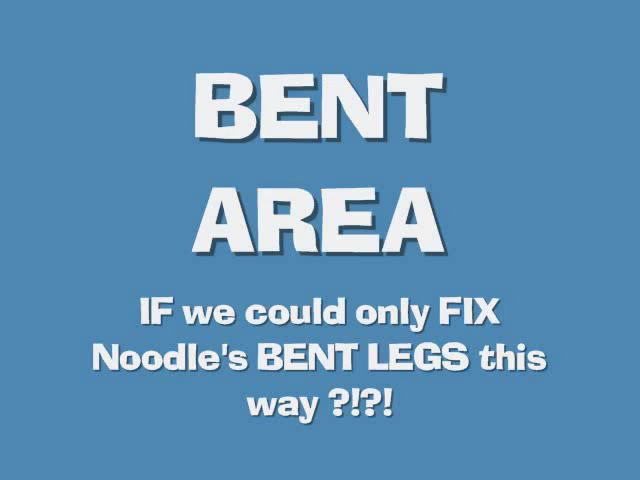 BENT
AREA
IF we could only FIX
Noodle's BENT LEGS this
way ?!?!